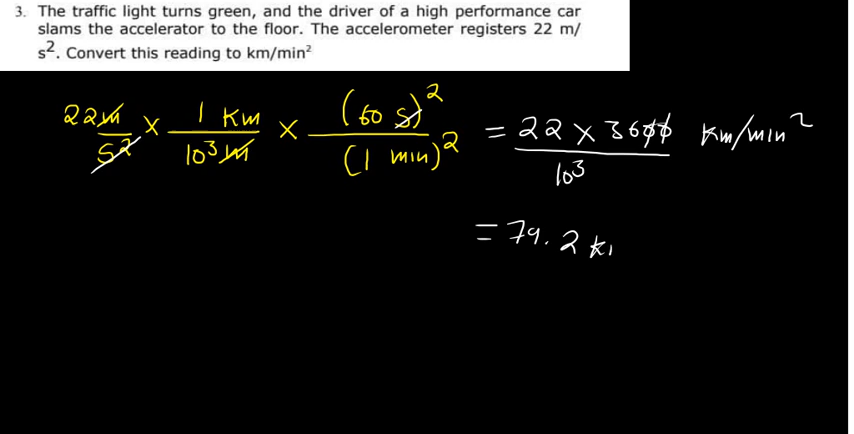 3. The traffic light turns green, and the driver of a high performance car
slams the accelerator to the floor. The accelerometer registers 22 m/
s². Convert this reading to km/min²
22m/s² × 1 Km/10³ m × (60 s)²/(1 min)² = 22 × 3600/10³ Km/min²
= 79.2 k